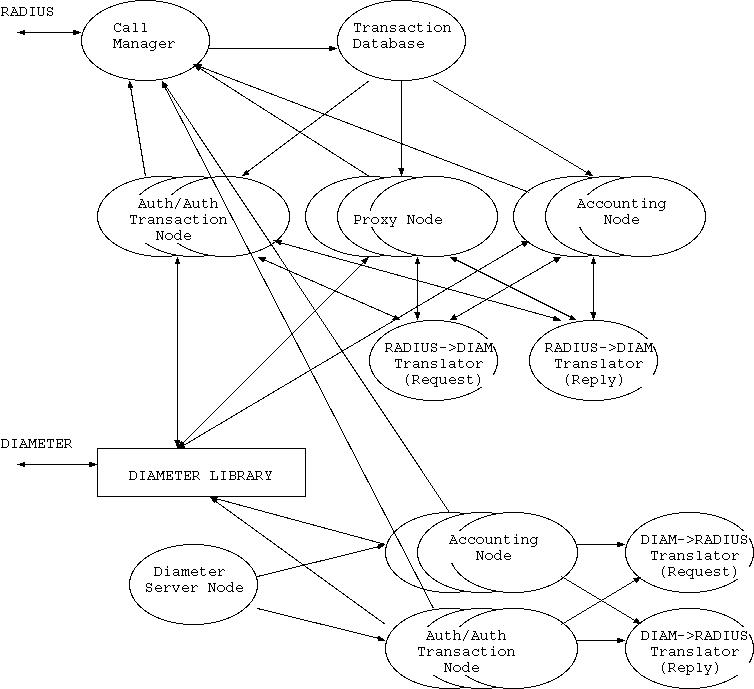 RADIUS
Call
Manager
Transaction
Database
Auth/Auth
Transaction
Node
Proxy Node
Accounting
Node
RADIUS->DIAM
Translator
(Request)
RADIUS->DIAM
Translator
(Reply)
DIAMETER
DIAMETER LIBRARY
Diameter
Server Node
Accounting
Node
DIAM->RADIUS
Translator
(Request)
Auth/Auth
Transaction
Node
DIAM->RADIUS
Translator
(Reply)